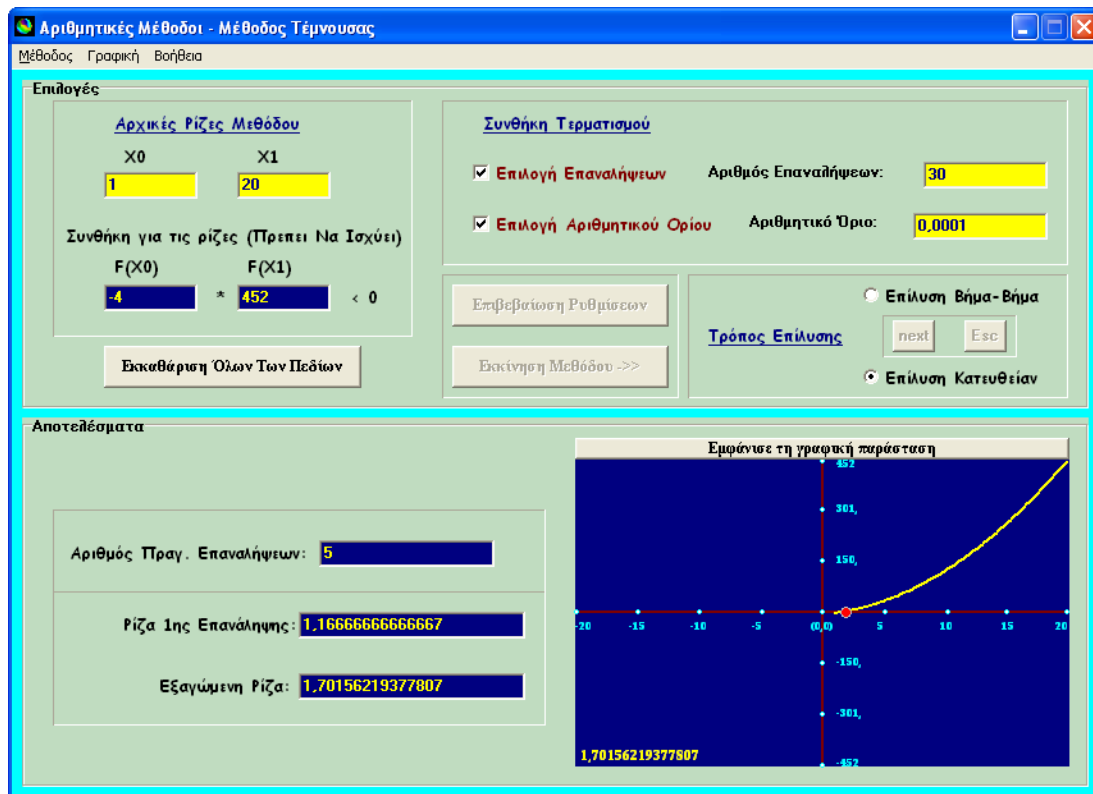 Αριθμητικές Μέθοδοι - Μέθοδος Τέμνουσας
Μέθοδος Γραφική Βοήθεια
Επιλογές
Αρχικές Ρίζες Μεθόδου
X0 X1
1 20
Συνθήκη για τις ρίζες (Πρεπει Να Ισχύει)
F(X0) F(X1)
-4 * 452 < 0
Εκκαθάριση Όλων Των Πεδίων
Συνθήκη Τερματισμού
Επιλογή Επαναλήψεων Αριθμός Επαναλήψεων: 30
Επιλογή Αριθμητικού Ορίου Αριθμητικό Όριο: 0,0001
Επιβεβαίωση Ρυθμίσεων
Εκκίνηση Μεθόδου ->>
Τρόπος Επίλυσης
Επίλυση Βήμα-Βήμα
next Esc
Επίλυση Κατευθείαν
Αποτελέσματα
Αριθμός Πραγ. Επαναλήψεων: 5
Ρίζα 1ης Επανάληψης: 1,16666666666667
Εξαγώμενη Ρίζα: 1,70156219377807
Εμφάνισε τη γραφική παράσταση
452
301,
150,
-20 -15 -10 -5 (0,0) 5 10 15 20
-150,
-301,
-452
1,70156219377807